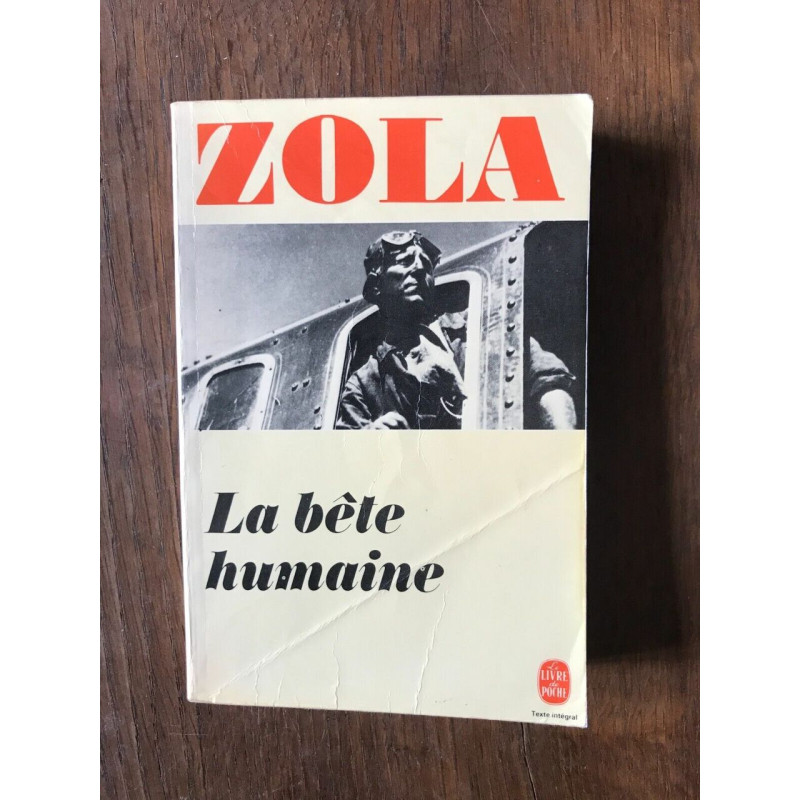 ZOLA
La bête
humaine
Le
LIVRE
de
POCHE
Texte intégral